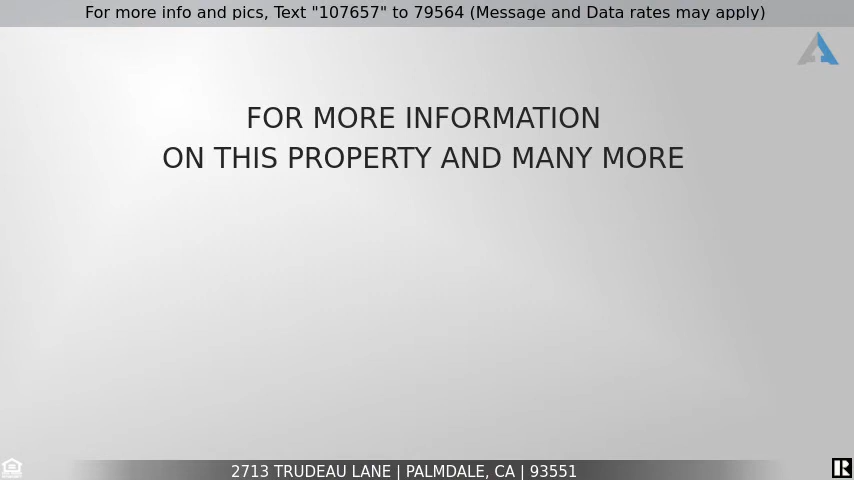 For more info and pics, Text "107657" to 79564 (Message and Data rates may apply)
FOR MORE INFORMATION
ON THIS PROPERTY AND MANY MORE
2713 TRUDEAU LANE | PALMDALE, CA | 93551